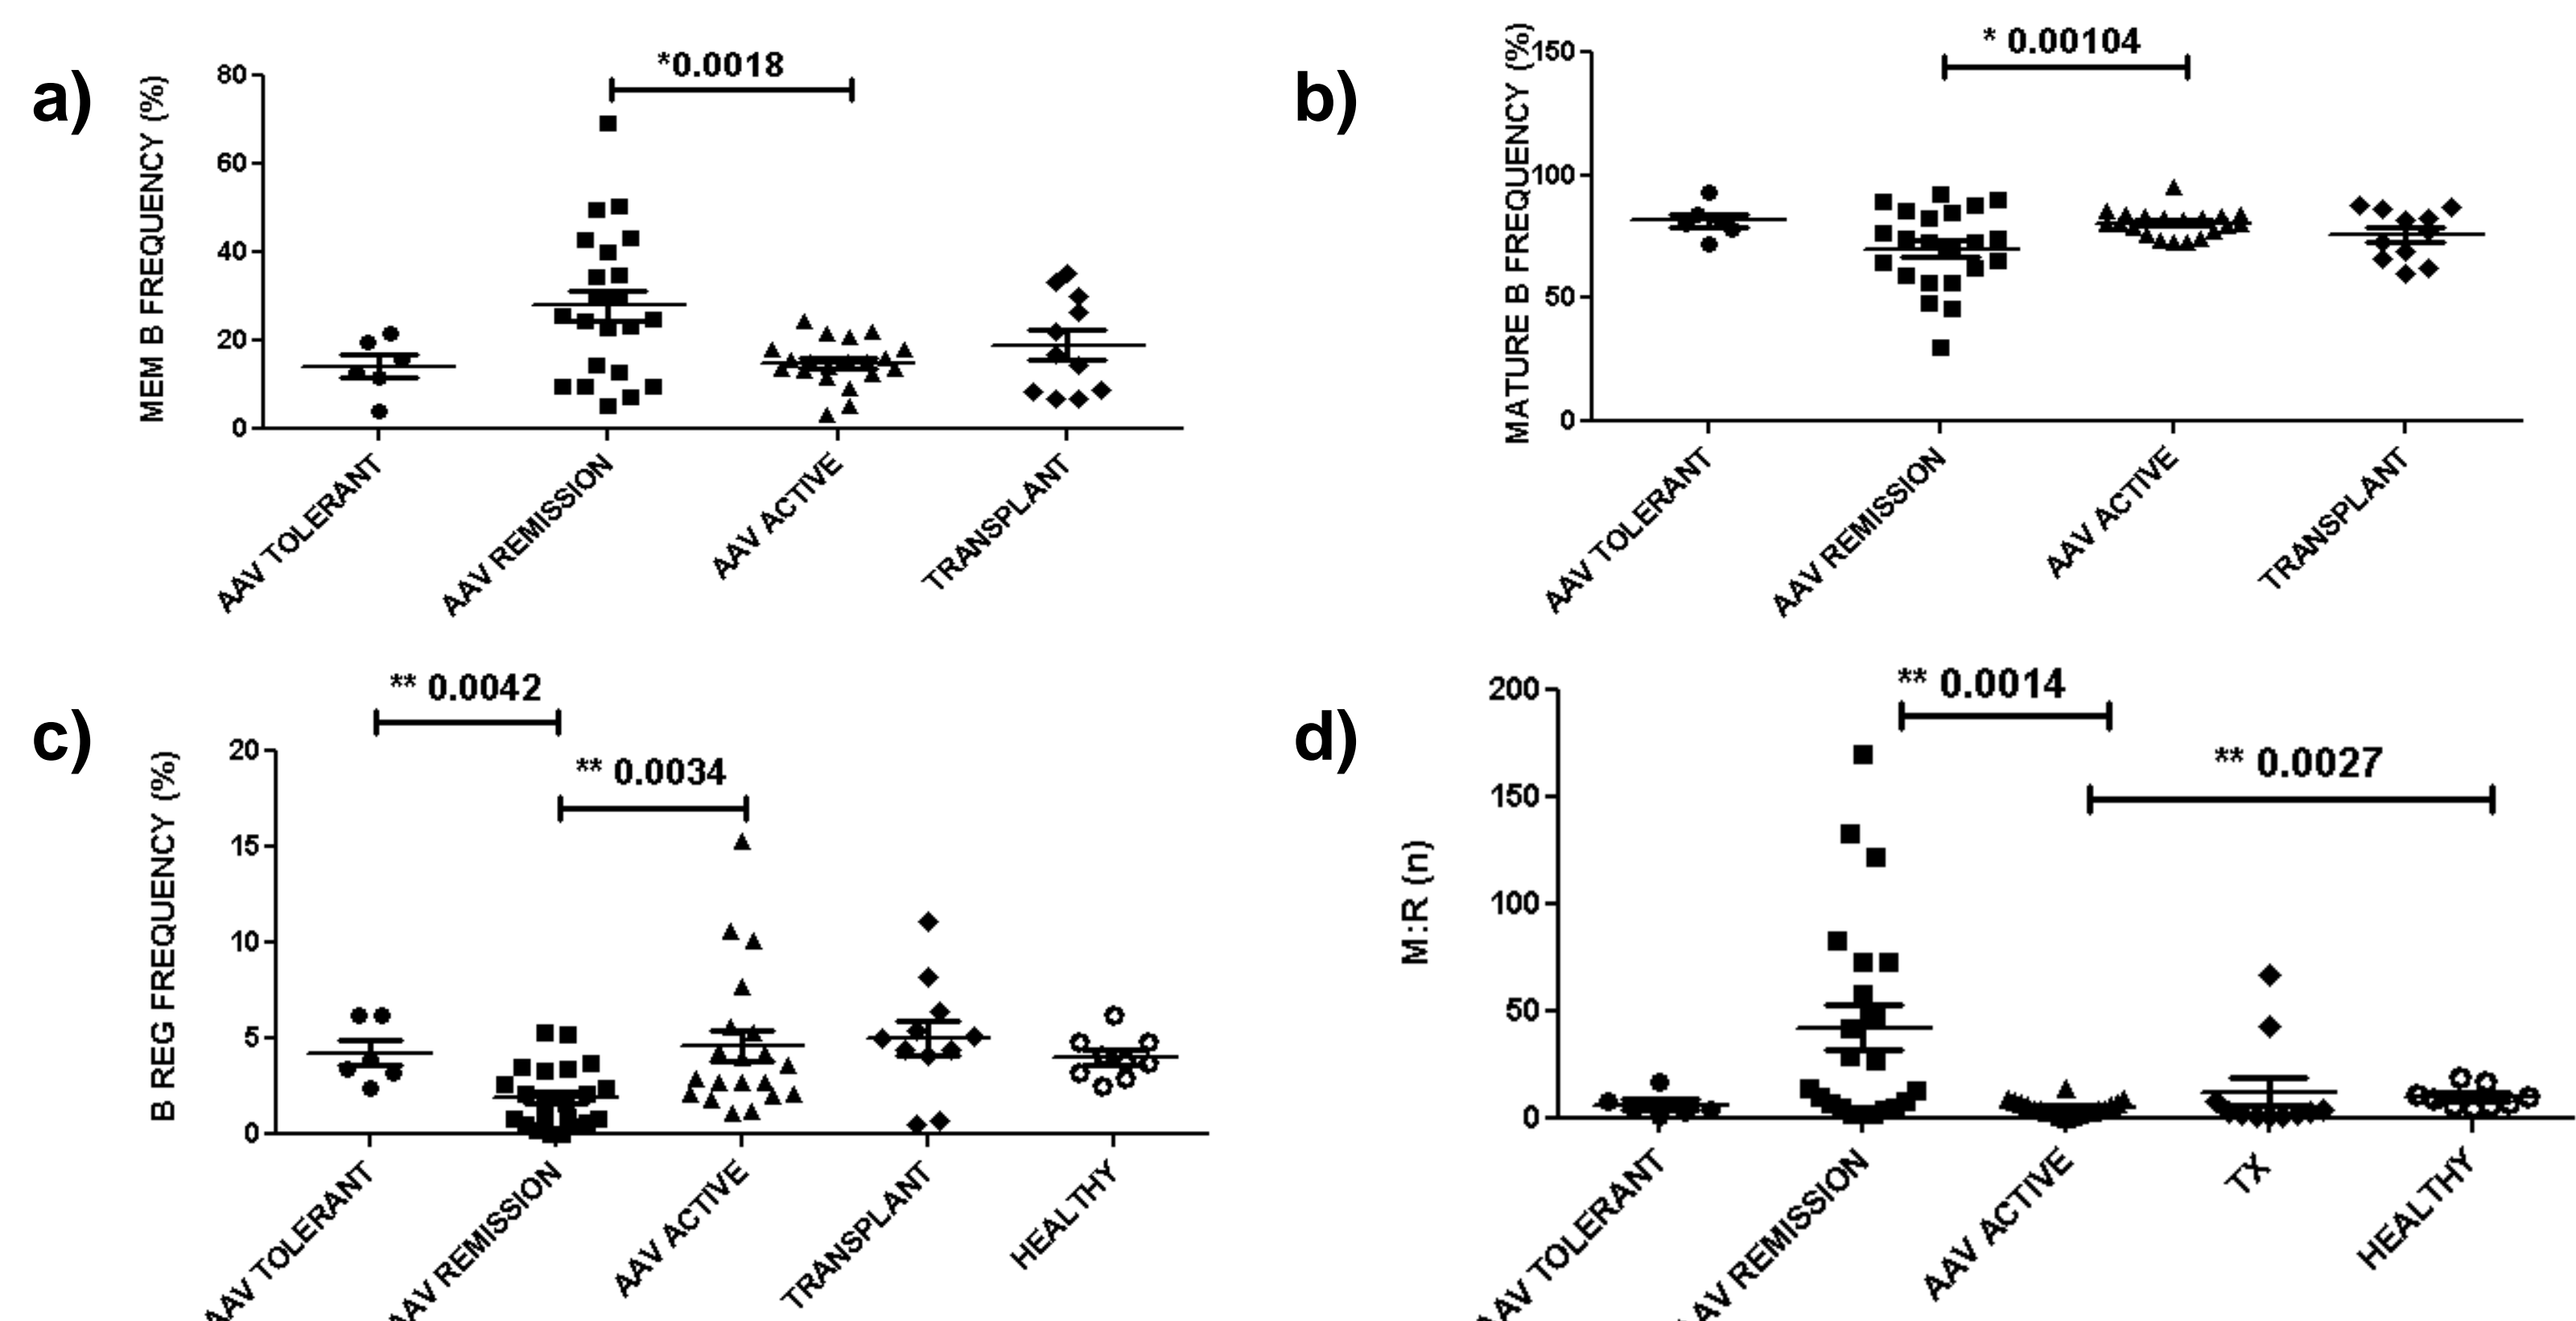 a)
MEM B FREQUENCY (%)
80
60
40
20
0
*0.0018
AAV TOLERANT
AAV REMISSION
AAV ACTIVE
TRANSPLANT
b)
MATURE B FREQUENCY (%)
150
100
50
0
* 0.00104
AAV TOLERANT
AAV REMISSION
AAV ACTIVE
TRANSPLANT
c)
B REG FREQUENCY (%)
20
15
10
5
0
** 0.0042
** 0.0034
AAV TOLERANT
AAV REMISSION
AAV ACTIVE
TRANSPLANT
HEALTHY
d)
M:R (n)
200
150
100
50
0
** 0.0014
** 0.0027
AAV TOLERANT
AAV REMISSION
AAV ACTIVE
TX
HEALTHY